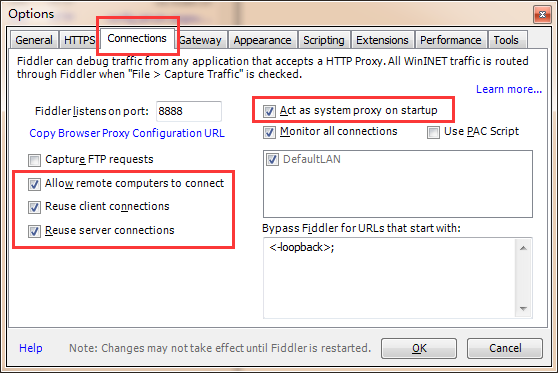 Options
General HTTPS Connections Gateway Appearance Scripting Extensions Performance Tools
Fiddler can debug traffic from any application that accepts a HTTP Proxy. All WinINET traffic is routed
through Fiddler when "File > Capture Traffic" is checked.
Learn more...
Fiddler listens on port: 8888
Act as system proxy on startup
Copy Browser Proxy Configuration URL
Monitor all connections
Use PAC Script
Capture FTP requests
DefaultLAN
Allow remote computers to connect
Reuse client connections
Reuse server connections
Bypass Fiddler for URLs that start with:
<-loopback>;
Help
Note: Changes may not take effect until Fiddler is restarted.
OK
Cancel